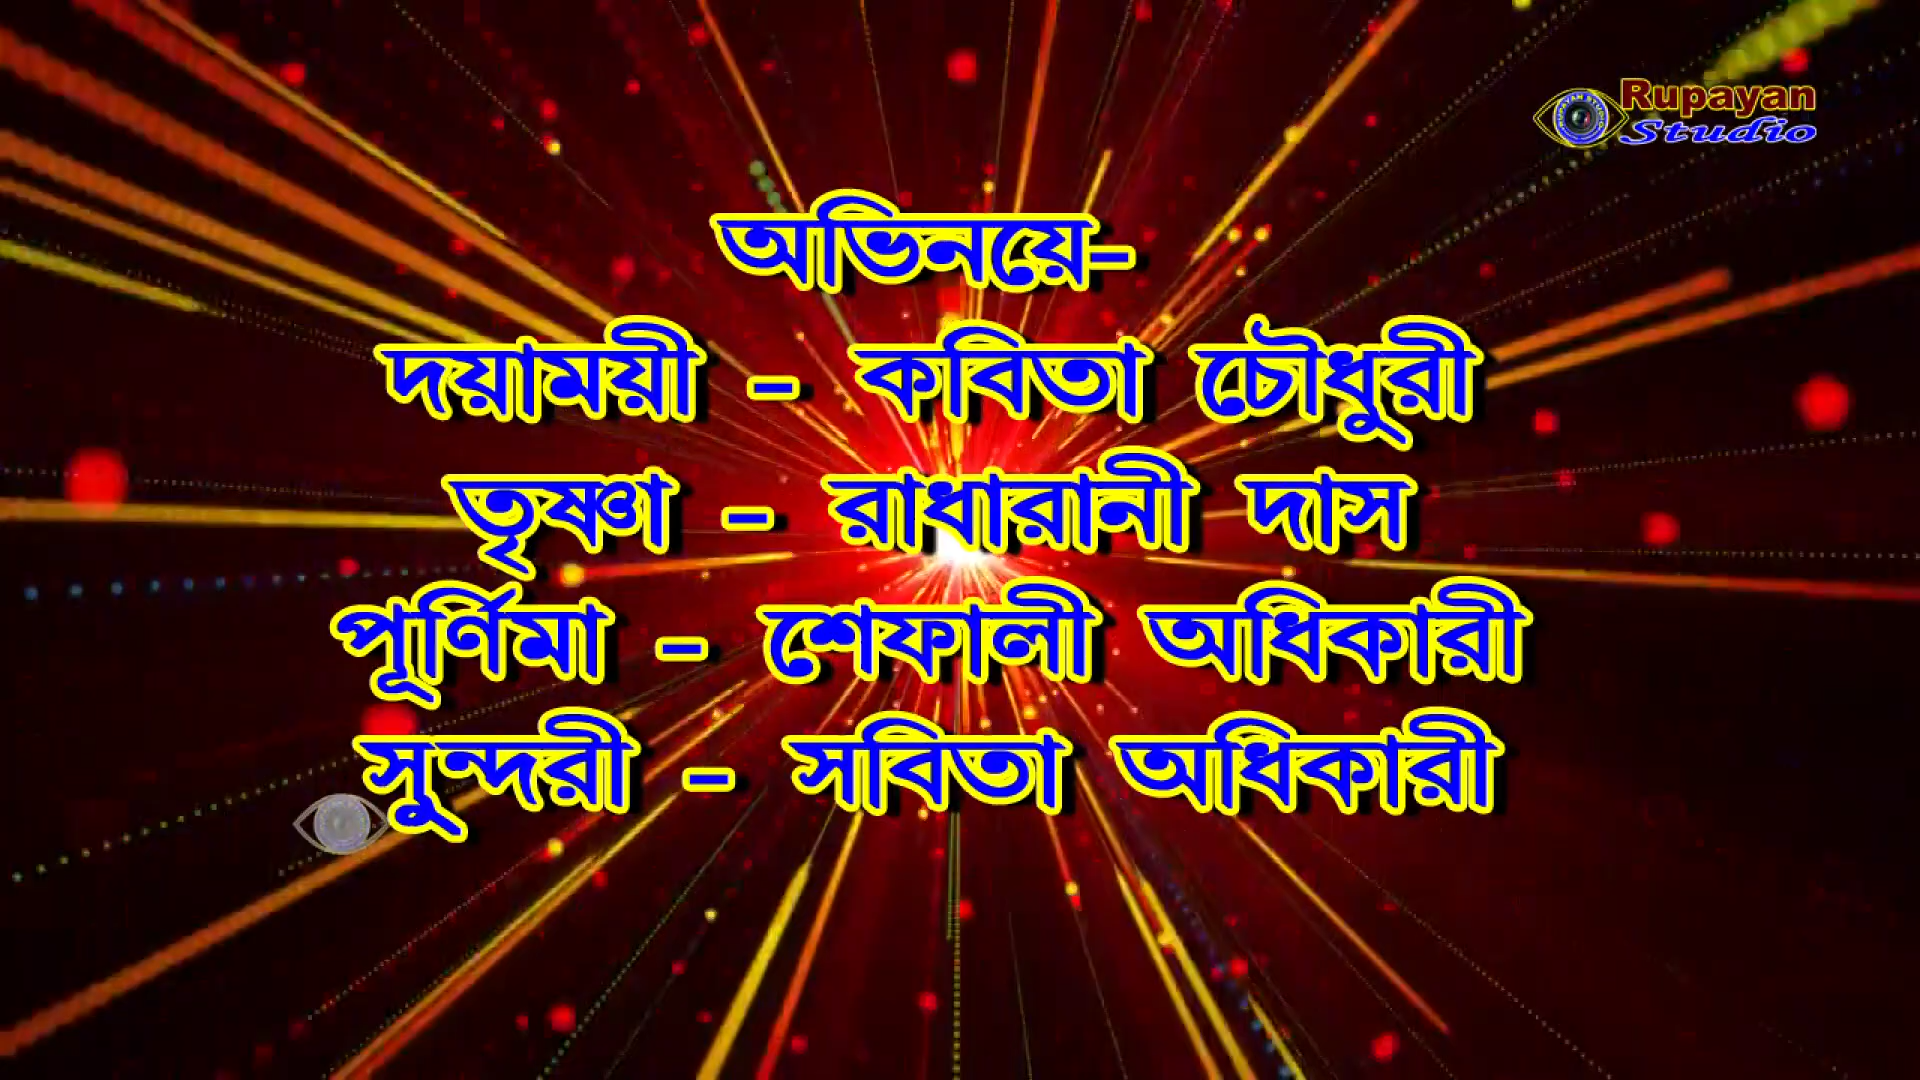 Rupayan
Studio
অভিনয়ে-
দয়াময়ী - কবিতা চৌধুরী
তৃষ্ণা - রাধারানী দাস
পূর্ণিমা - শেফালী অধিকারী
সুন্দরী - সবিতা অধিকারী